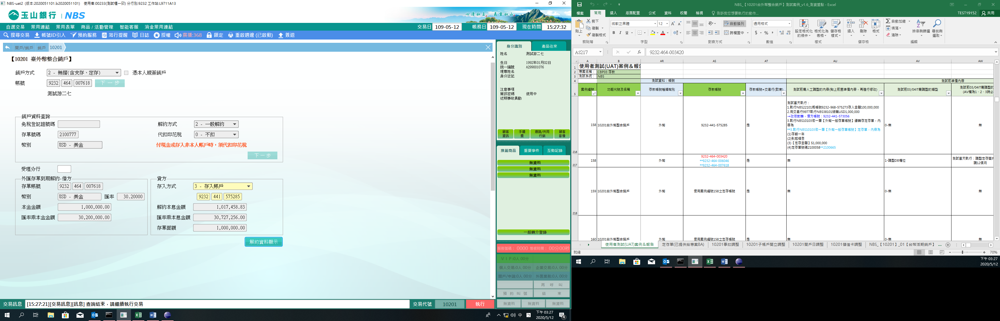 NBS-uat2 (版本:2020051101.b2020051101) 使用者:00233(測試櫃一卯) 分行別:9232 工作站:L9711A13
玉山銀行 | NBS
心清如玉，義重如山
自選交易 常用連結 常用表單 商品/活動管理 智能客服 消金常用連結
交易日 109-05-12 帳務日 109-05-12 現在時間 15:27:32
搜尋交易 帳號ID引入 預約服務 蒞行提醒 日誌 授權 廣播:368 鎖定 重啟週邊(已啟動) 簽退
開戶/銷戶 銷戶 10201
【10201 臺外幣整合銷戶】
銷戶方式 2 - 無摺(含支存、定存) 憑本人親簽銷戶
帳號 9232 464 007618 下一步
測試游二七
銷戶資料查詢
免稅登記證號碼 解約方式 2 - 一般解約
存單號碼 2100777 代扣印花稅 0 - 不扣
幣別 USD - 美金 付現金或存入非本人帳戶時，須代扣印花稅
下一步
受理分行
外匯存單到期解約-借方 貸方
存單帳號 9232 464 007618 存入方式 3 - 存入帳戶
幣別 USD - 美金 匯率 30.20000 9232 441 575285
本金金額 1,000,000.00 解約本息金額 1,017,458.83
匯率乘本金金額 30,200,000.00 匯率乘本息金額 30,727,256.00
存單面額 1,000,000.00
解約資料顯示
交易訊息 [15:27:21][交易訊息][訊息] 查詢結束，請繼續執行交易 交易代號 10201 執行
身分識別 產品往來
姓名 測試游二七
生日 1992年01月02日
統一編號 A299001076
理專姓名
身分註記
注意事項
簡訊密碼 使用中
近期事故異動
顧客資訊 手續費 通路/共同行銷 顧客影像
推薦商品 重要事件 互動記錄
無資料
無資料
無資料
一般轉介登錄
服務號碼： 0000 等候時間： 00分00秒
VIP:0人 00分
個人交易:0人 00分 企業交易:0人 00分
開戶/申請:0人 00分 外匯業務:0人 00分
再呼叫
預約叫號 結束
無資料 無資料 無資料
中 下午 03:27
2020/5/12
4
NBS_【10201台外幣整合銷戶】測試案例_v1.6_測資盤點 - Excel
檔案 常用 插入 版面配置 公式 資料 校閱 檢視 告訴我您想要執行的動作... TEST19152 共用
貼上 剪下 複製 複製格式 剪貼簿
微軟正黑體 12 B I U 字型
自動換列 跨欄置中 對齊方式
通用格式 $ % 數值
設定格式化的條件 格式化為表格 儲存格樣式 樣式
插入 刪除 格式 儲存格
自動加總 填滿 清除 排序與篩選 尋找與選取 編輯
AS217 fx 9232-464-003420
A B AR AS AT AU AV AW
1 使用者測試(UAT)案例＆報告
2 專案名稱： CBP03 存款
3 測試系統： NBS
4 測試資料：帳號 測試前準備內容
5 案例編號 功能代號及名稱 存款帳號種類幣別 存款帳號 存款帳號=交易行(敦南) 測試前需人工調整的內容(貼上前置準備內容，再進行修改) 測試前03/04IT需調整的類型 測試前03/04IT需調整的
(AV欄為1、2、3時必
測試當天執行：
1.執行NBS22101將帳號9232-968-575273存入金額100,000,000
2.用交易行9977執行NBS38101結購USD1,000,000
→改做對轉，借方帳號：9232-441-573056
3.執行NBS10103做一筆【外幣一般存單帳號】續轉存定存單，內容為
**3.執行NBS10103做一筆【外幣一般存單帳號】定存單，內容為
(1)存期一年
(2)到起領息
(3)【定存金額】$1,000,000
(4)定存單號碼2100058**2100665
216 158 10201台外幣整合銷戶 外幣 9232-441-575285 是 0-無 無
217 158 外幣 9232-464-003420
**9232-464-006046
**9232-464-007618
是 無 1-調整DB欄位 測試當天執行：調整定存開戶
調12個月
218 159 10201台外幣整合銷戶 外幣 使用案例編號158之定存帳號 是 無 0-無 無
160 10201台外幣整合銷戶 外幣 使用案例編號158之定存帳號 是 無 0-無 無
使用者測試(UAT)案例＆報告 定存單(已提供給專案BA) 10201事故調整 10201子帳戶開立調整 10201開戶日調整 10201儲值卡調整 NBS_【10201】_01【台幣活期銷戶】 ...
就緒 70%
下午 03:27
2020/5/12